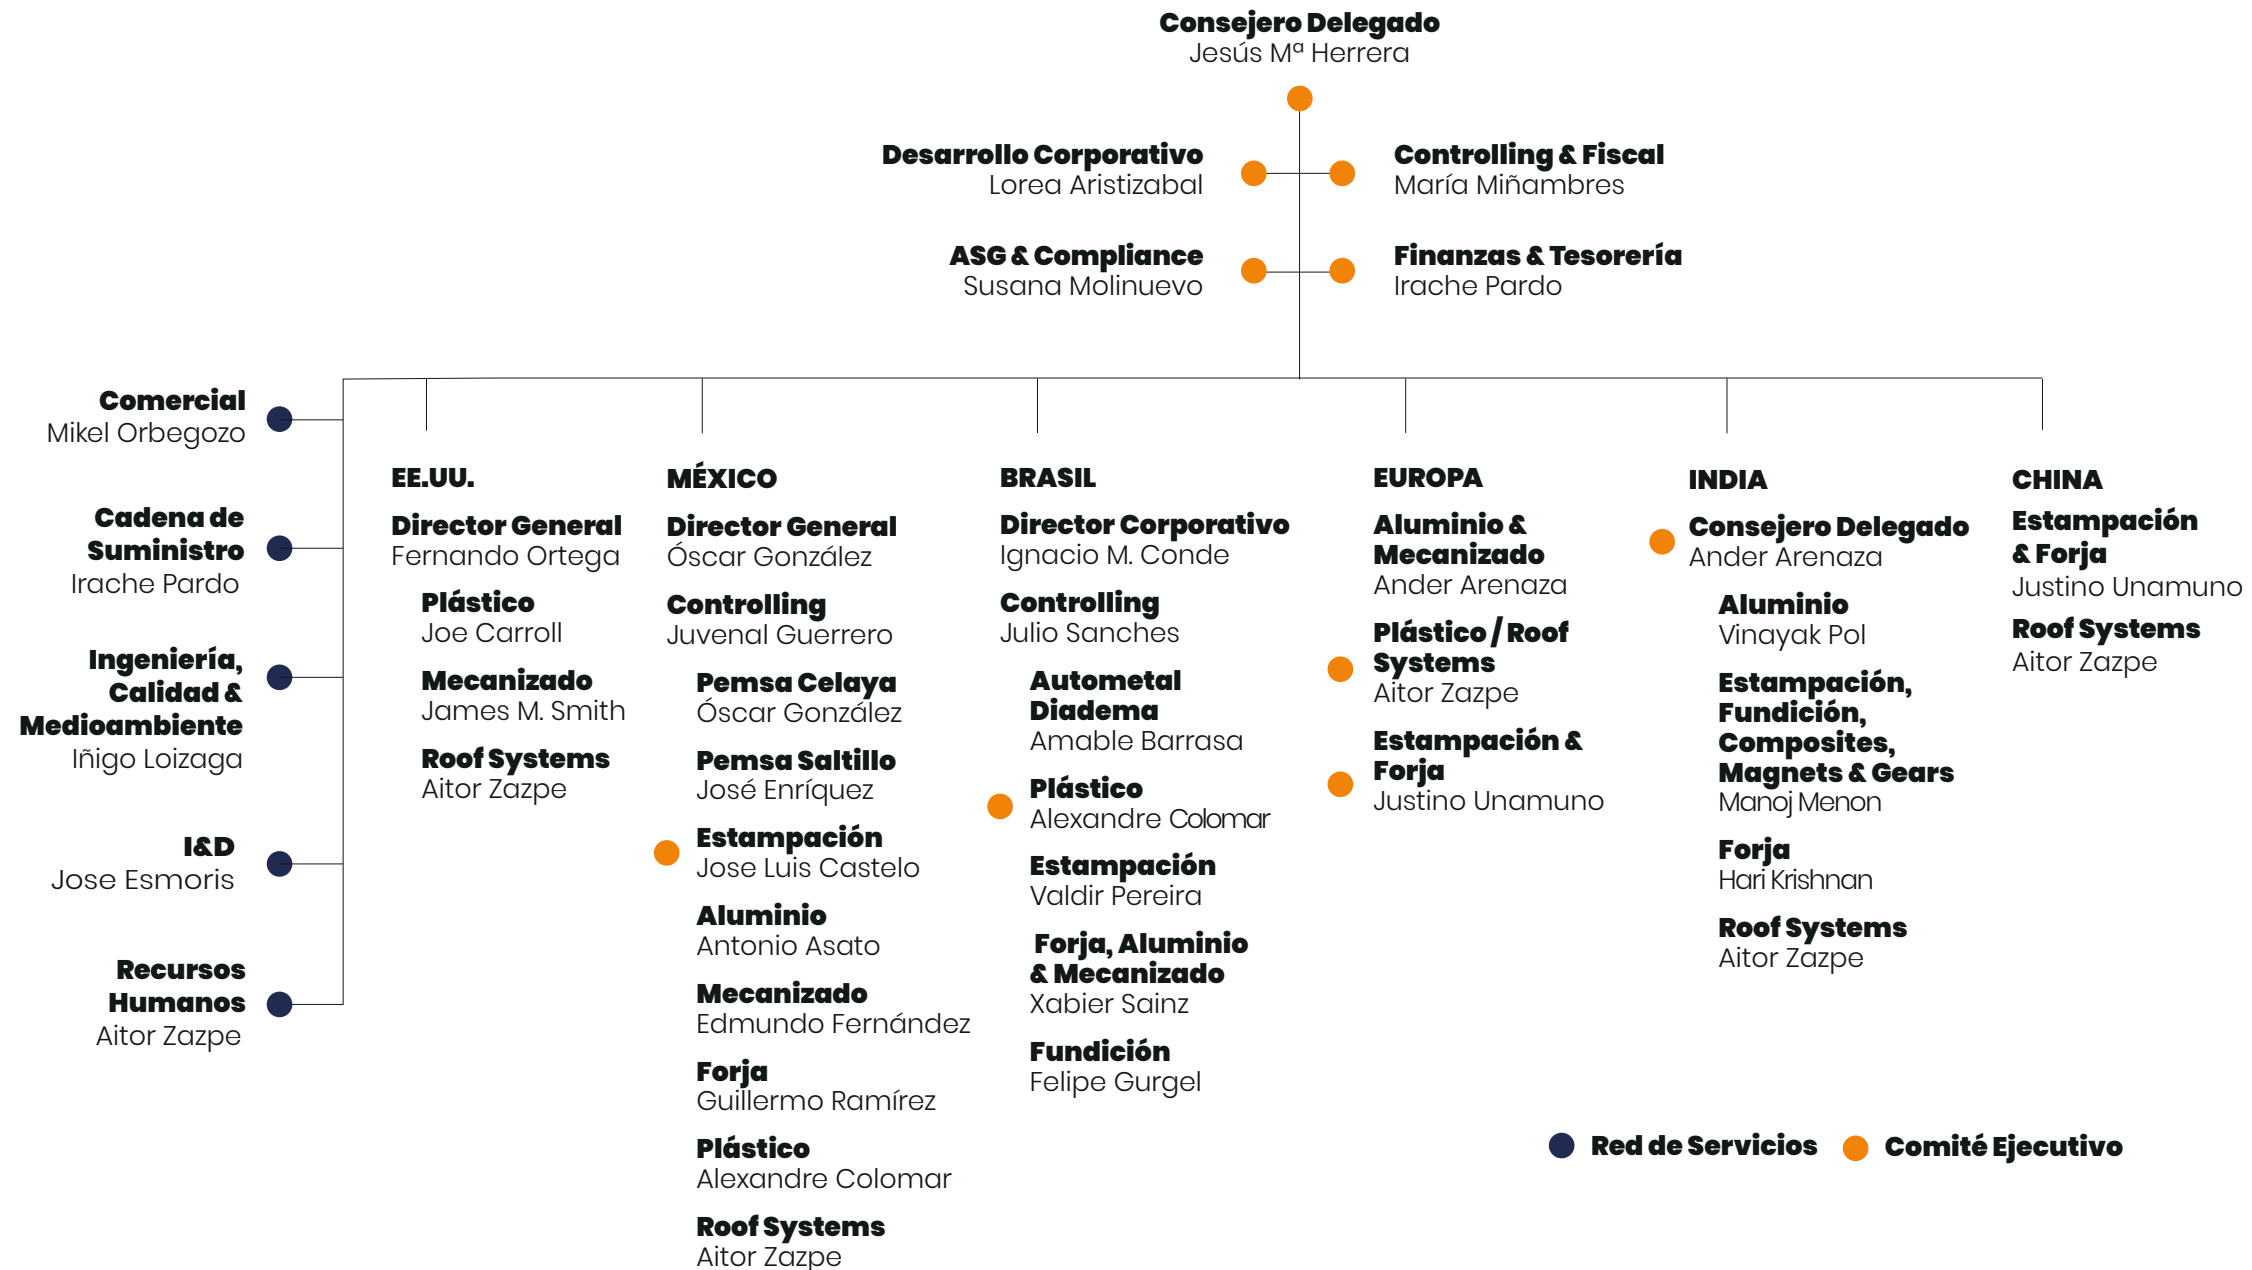 Consejero Delegado
Jesús Mª Herrera
Desarrollo Corporativo
Lorea Aristizabal
Controlling & Fiscal
María Miñambres
ASG & Compliance
Susana Molinuevo
Finanzas & Tesorería
Irache Pardo
Comercial
Mikel Orbegozo
Cadena de
Suministro
Irache Pardo
Ingeniería,
Calidad &
Medioambiente
Iñigo Loizaga
I&D
Jose Esmoris
Recursos
Humanos
Aitor Zazpe
EE.UU.
Director General
Fernando Ortega
Plástico
Joe Carroll
Mecanizado
James M. Smith
Roof Systems
Aitor Zazpe
MÉXICO
Director General
Óscar González
Controlling
Juvenal Guerrero
Pemsa Celaya
Óscar González
Pemsa Saltillo
José Enríquez
Estampación
Jose Luis Castelo
Aluminio
Antonio Asato
Mecanizado
Edmundo Fernández
Forja
Guillermo Ramírez
Plástico
Alexandre Colomar
Roof Systems
Aitor Zazpe
BRASIL
Director Corporativo
Ignacio M. Conde
Controlling
Julio Sanches
Autometal
Diadema
Amable Barrasa
Plástico
Alexandre Colomar
Estampación
Valdir Pereira
Forja, Aluminio
& Mecanizado
Xabier Sainz
Fundición
Felipe Gurgel
EUROPA
Aluminio &
Mecanizado
Ander Arenaza
Plástico / Roof
Systems
Aitor Zazpe
Estampación &
Forja
Justino Unamuno
INDIA
Consejero Delegado
Ander Arenaza
Aluminio
Vinayak Pol
Estampación,
Fundición,
Composites,
Magnets & Gears
Manoj Menon
Forja
Hari Krishnan
Roof Systems
Aitor Zazpe
CHINA
Estampación
& Forja
Justino Unamuno
Roof Systems
Aitor Zazpe
Red de Servicios
Comité Ejecutivo